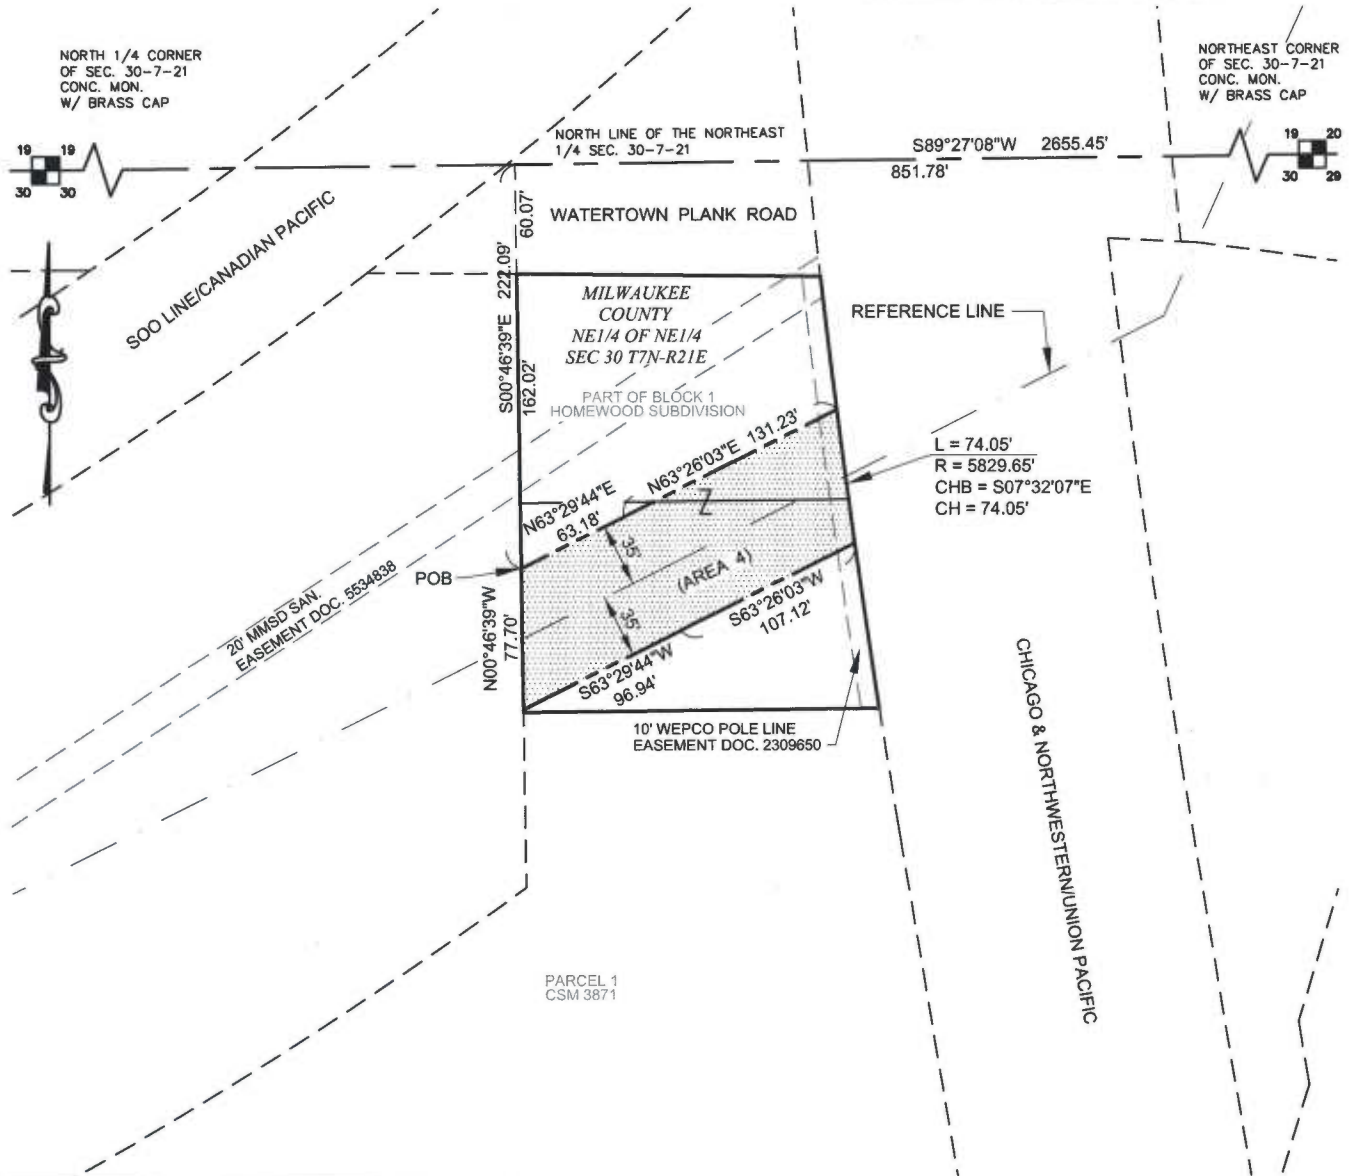 NORTH 1/4 CORNER
OF SEC. 30-7-21
CONC. MON.
W/ BRASS CAP
NORTHEAST CORNER
OF SEC. 30-7-21
CONC. MON.
W/ BRASS CAP
19 19
30 30
NORTH LINE OF THE NORTHEAST
1/4 SEC. 30-7-21
S89°27'08"W 2655.45'
851.78'
19 20
30 29
SOO LINE/CANADIAN PACIFIC
60.07'
WATERTOWN PLANK ROAD
S00°46'39"E 222.09'
162.02'
MILWAUKEE
COUNTY
NE1/4 OF NE1/4
SEC 30 T7N-R21E
PART OF BLOCK 1
HOMEWOOD SUBDIVISION
REFERENCE LINE
L = 74.05'
R = 5829.65'
CHB = S07°32'07"E
CH = 74.05'
N63°26'03"E 131.23'
N63°29'44"E
63.18'
Z
35'
POB
(AREA 4)
35'
20' MMSD SAN.
EASEMENT DOC. 5534838
N00°46'39"W
77.70'
S63°26'03"W
107.12'
S63°29'44"W
96.94'
10' WEPCO POLE LINE
EASEMENT DOC. 2309650
CHICAGO & NORTHWESTERN/UNION PACIFIC
PARCEL 1
CSM 3871